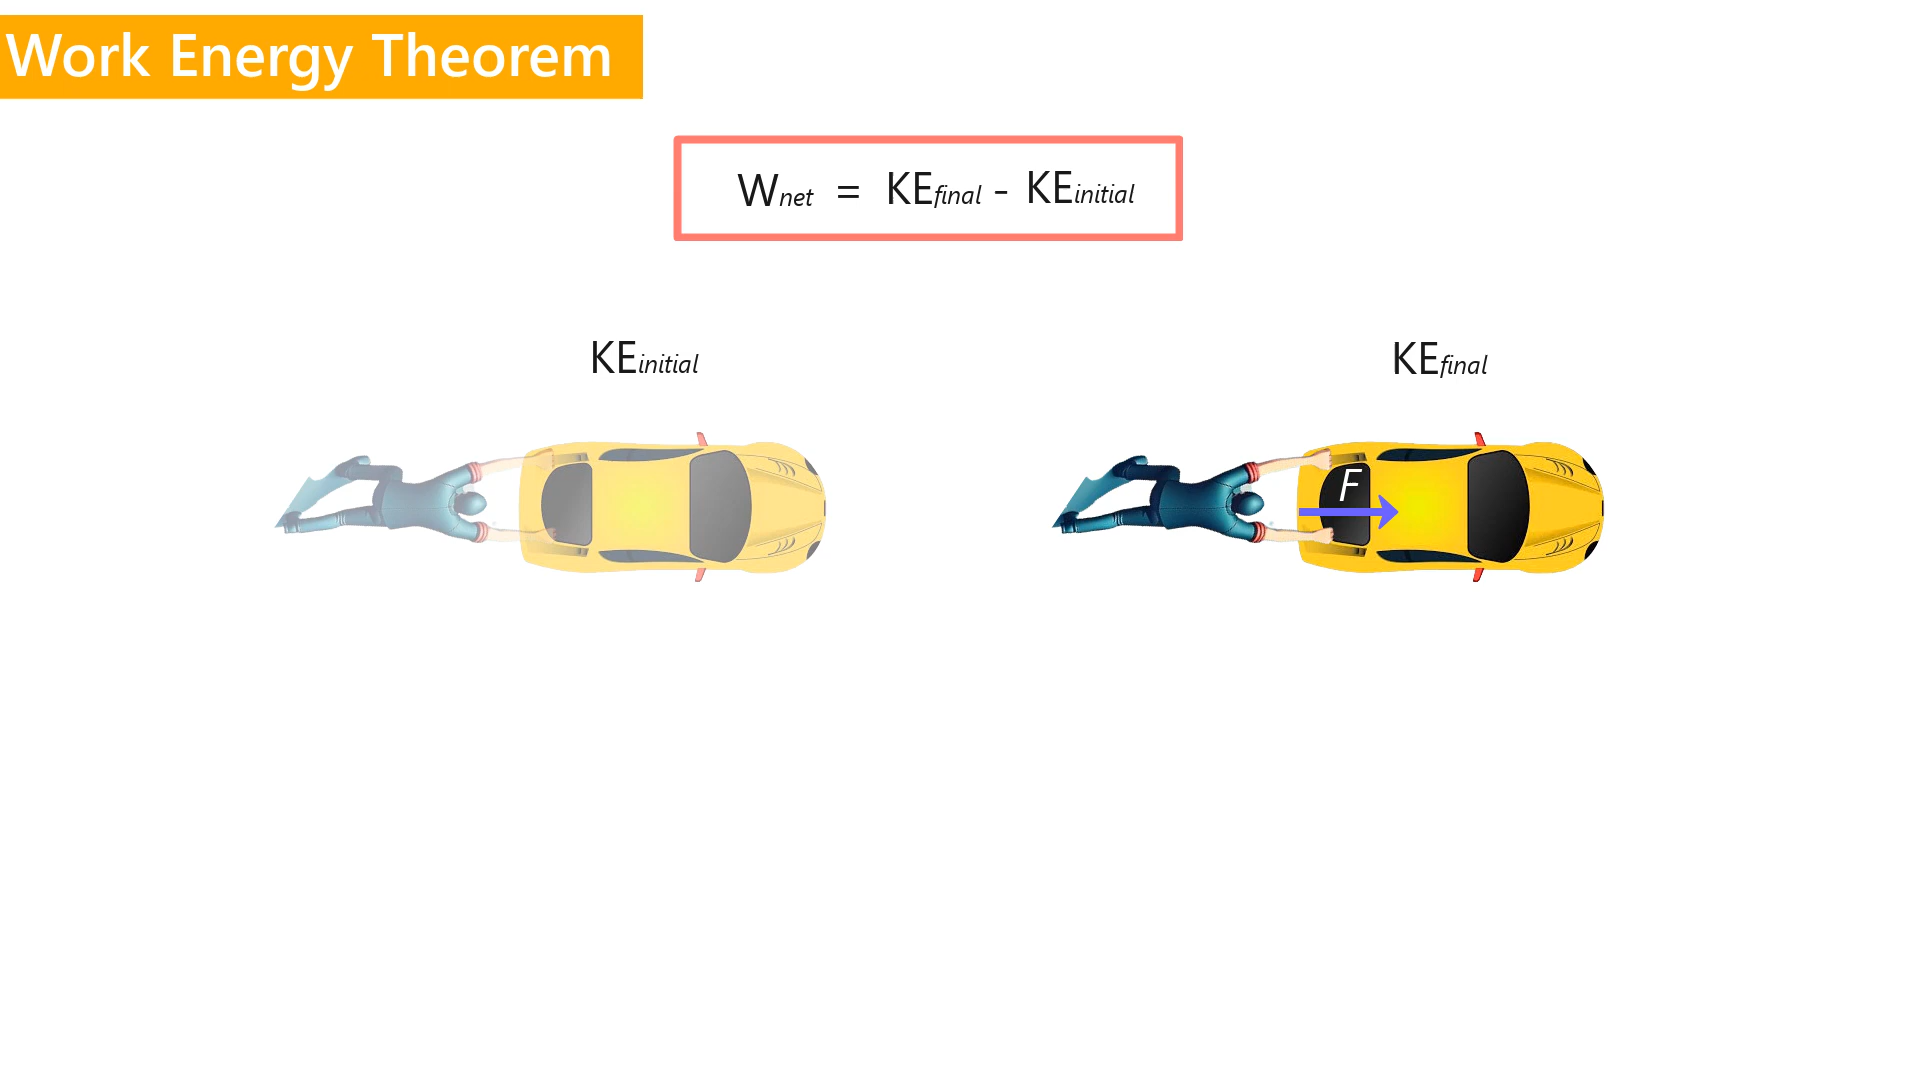 Work Energy Theorem
Wnet = KEfinal - KEinitial
KEinitial
KEfinal
F